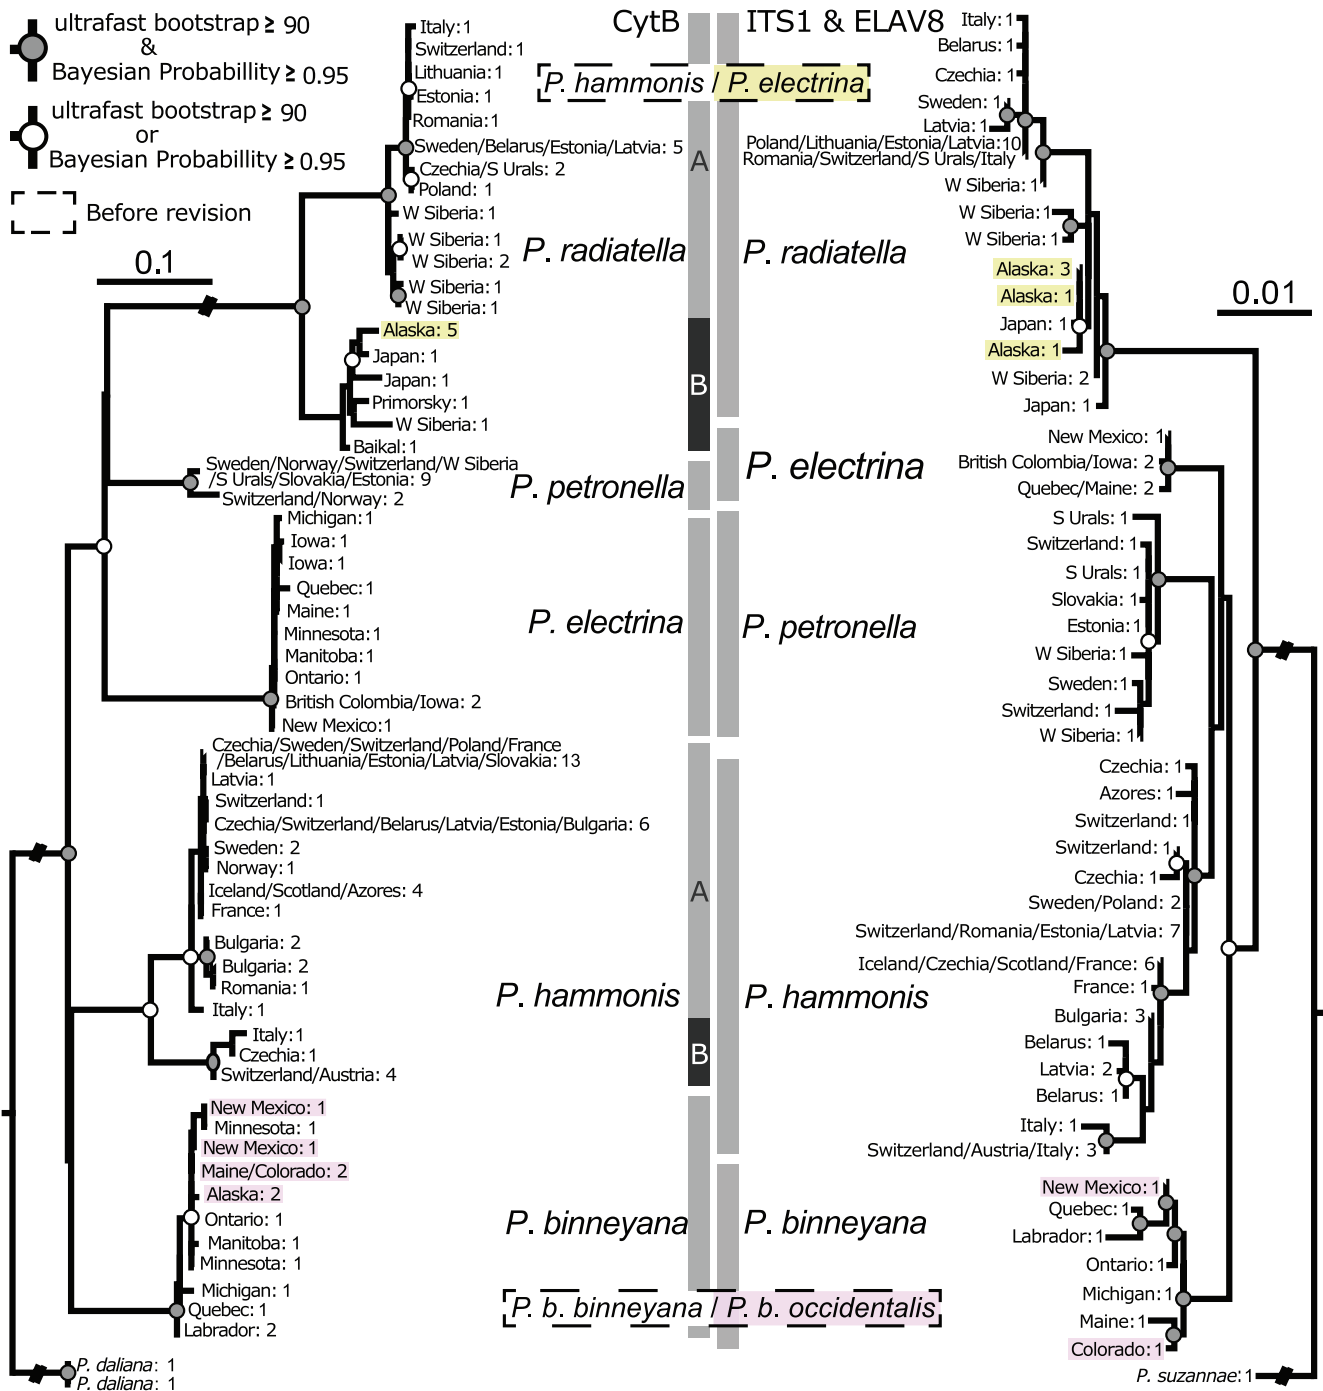 ultrafast bootstrap ≥ 90
&
Bayesian Probabillity ≥ 0.95
ultrafast bootstrap ≥ 90
or
Bayesian Probabillity ≥ 0.95
Before revision
0.1
CytB
ITS1 & ELAV8
P. hammonis / P. electrina
Italy: 1
Switzerland: 1
Lithuania: 1
Estonia: 1
Romania: 1
Sweden/Belarus/Estonia/Latvia: 5
Czechia/S Urals: 2
Poland: 1
W Siberia: 1
W Siberia: 1
W Siberia: 2
W Siberia: 1
W Siberia: 1
Alaska: 5
Japan: 1
Japan: 1
Primorsky: 1
W Siberia: 1
Baikal: 1
Sweden/Norway/Switzerland/W Siberia
/S Urals/Slovakia/Estonia: 9
Switzerland/Norway: 2
Michigan: 1
Iowa: 1
Iowa: 1
Quebec: 1
Maine: 1
Minnesota: 1
Manitoba: 1
Ontario: 1
British Colombia/Iowa: 2
New Mexico: 1
Czechia/Sweden/Switzerland/Poland/France
/Belarus/Lithuania/Estonia/Latvia/Slovakia: 13
Latvia: 1
Switzerland: 1
Czechia/Switzerland/Belarus/Latvia/Estonia/Bulgaria: 6
Sweden: 2
Norway: 1
Iceland/Scotland/Azores: 4
France: 1
Bulgaria: 2
Bulgaria: 2
Romania: 1
Italy: 1
Italy: 1
Czechia: 1
Switzerland/Austria: 4
New Mexico: 1
Minnesota: 1
New Mexico: 1
Maine/Colorado: 2
Alaska: 2
Ontario: 1
Manitoba: 1
Minnesota: 1
Michigan: 1
Quebec: 1
Labrador: 2
P. daliana: 1
P. daliana: 1
A
P. radiatella
B
P. petronella
P. electrina
A
P. hammonis
B
P. binneyana
P. b. binneyana / P. b. occidentalis
P. radiatella
P. electrina
P. petronella
P. hammonis
P. binneyana
Italy: 1
Belarus: 1
Czechia: 1
Sweden: 1
Latvia: 1
Poland/Lithuania/Estonia/Latvia: 10
Romania/Switzerland/S Urals/Italy
W Siberia: 1
W Siberia: 1
W Siberia: 1
Alaska: 3
Alaska: 1
Japan: 1
Alaska: 1
W Siberia: 2
Japan: 1
0.01
New Mexico: 1
British Colombia/Iowa: 2
Quebec/Maine: 2
S Urals: 1
Switzerland: 1
S Urals: 1
Slovakia: 1
Estonia: 1
W Siberia: 1
Sweden: 1
Switzerland: 1
W Siberia: 1
Czechia: 1
Azores: 1
Switzerland: 1
Switzerland: 1
Czechia: 1
Sweden/Poland: 2
Switzerland/Romania/Estonia/Latvia: 7
Iceland/Czechia/Scotland/France: 6
France: 1
Bulgaria: 3
Belarus: 1
Latvia: 2
Belarus: 1
Italy: 1
Switzerland/Austria/Italy: 3
New Mexico: 1
Quebec: 1
Labrador: 1
Ontario: 1
Michigan: 1
Maine: 1
Colorado: 1
P. suzannae: 1